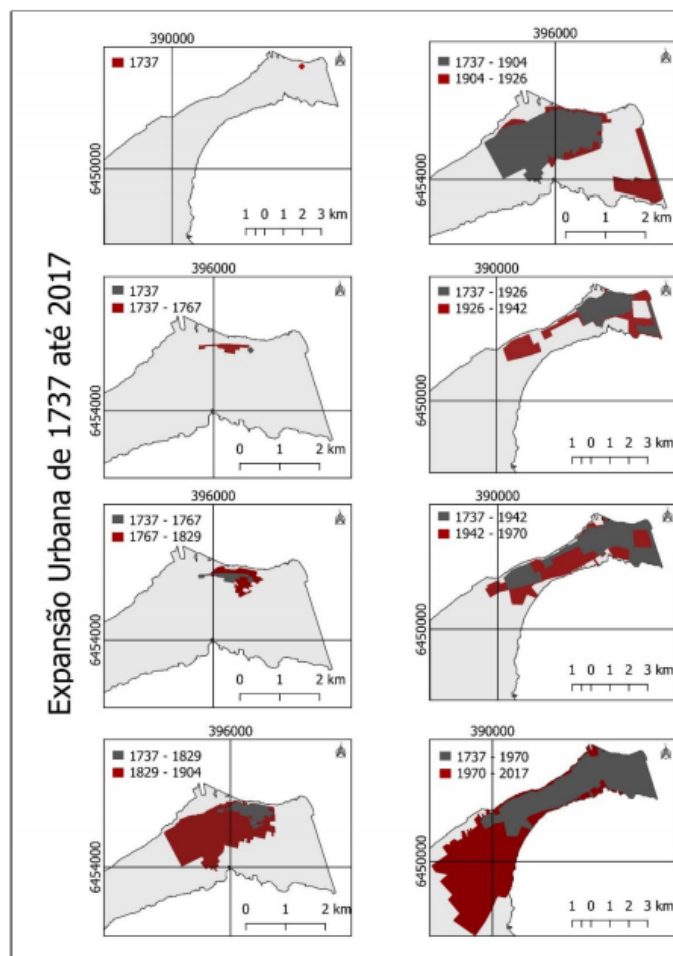 Expansão Urbana de 1737 até 2017
390000
1737
6450000
1 0 1 2 3 km
396000
1737
1737 - 1767
6454000
0 1 2 km
396000
1737 - 1767
1767 - 1829
6454000
0 1 2 km
396000
1737 - 1829
1829 - 1904
6454000
0 1 2 km
396000
1737 - 1904
1904 - 1926
6454000
0 1 2 km
390000
1737 - 1926
1926 - 1942
6450000
1 0 1 2 3 km
390000
1737 - 1942
1942 - 1970
6450000
1 0 1 2 3 km
390000
1737 - 1970
1970 - 2017
6450000
1 0 1 2 3 km